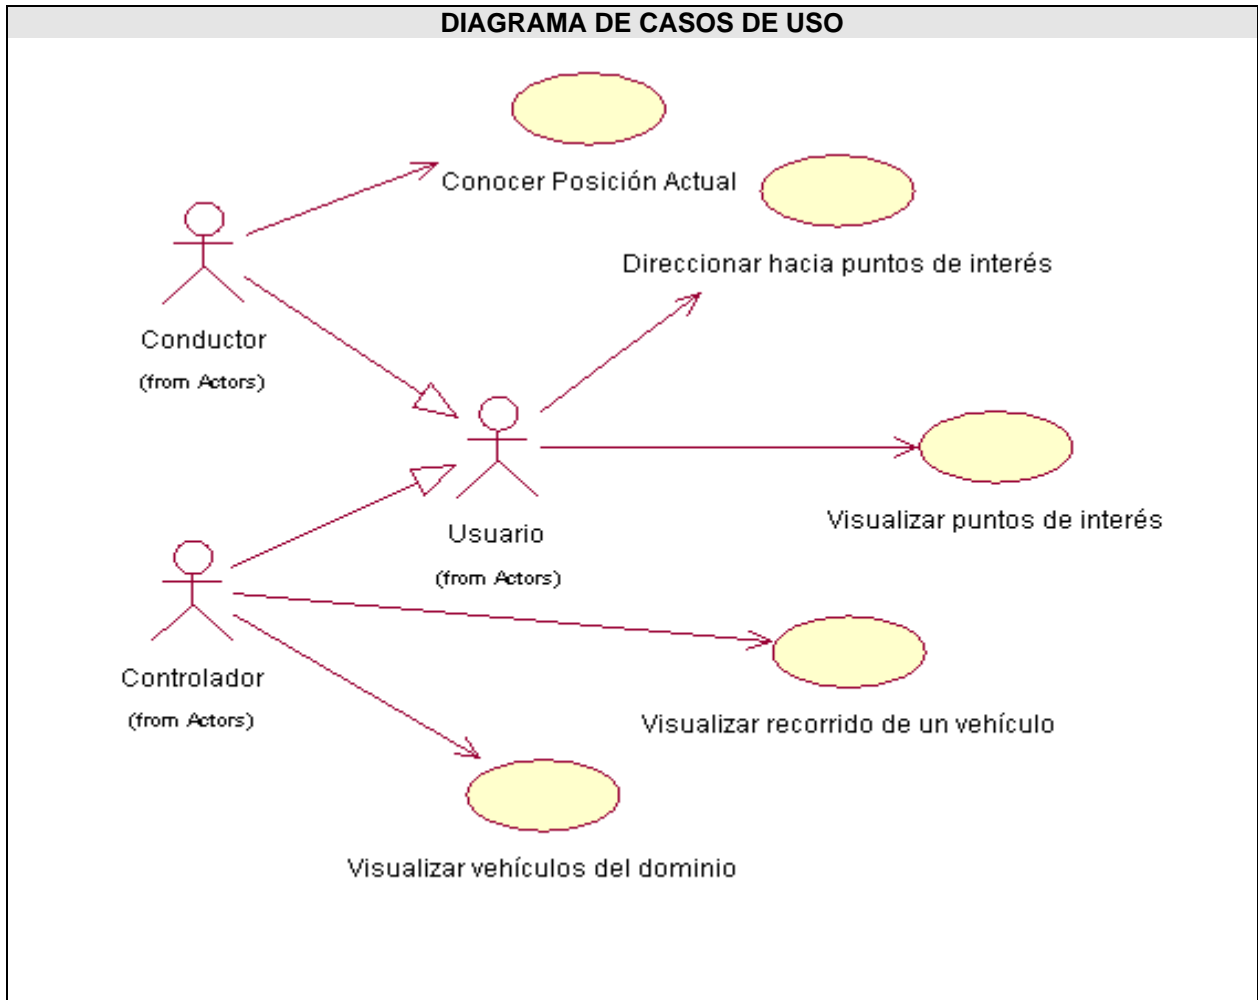 DIAGRAMA DE CASOS DE USO
Conocer Posición Actual
Direccionar hacia puntos de interés
Conductor
(from Actors)
Usuario
(from Actors)
Visualizar puntos de interés
Controlador
(from Actors)
Visualizar recorrido de un vehículo
Visualizar vehículos del dominio